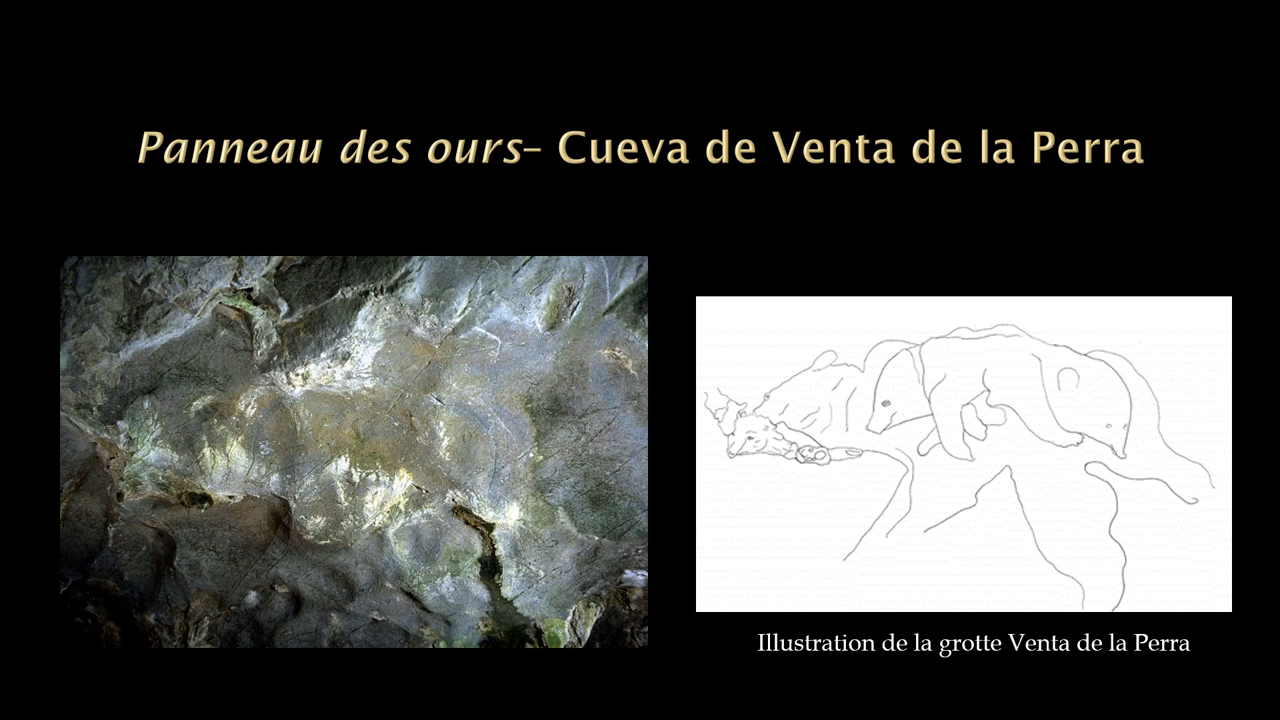 Panneau des ours– Cueva de Venta de la Perra
Illustration de la grotte Venta de la Perra